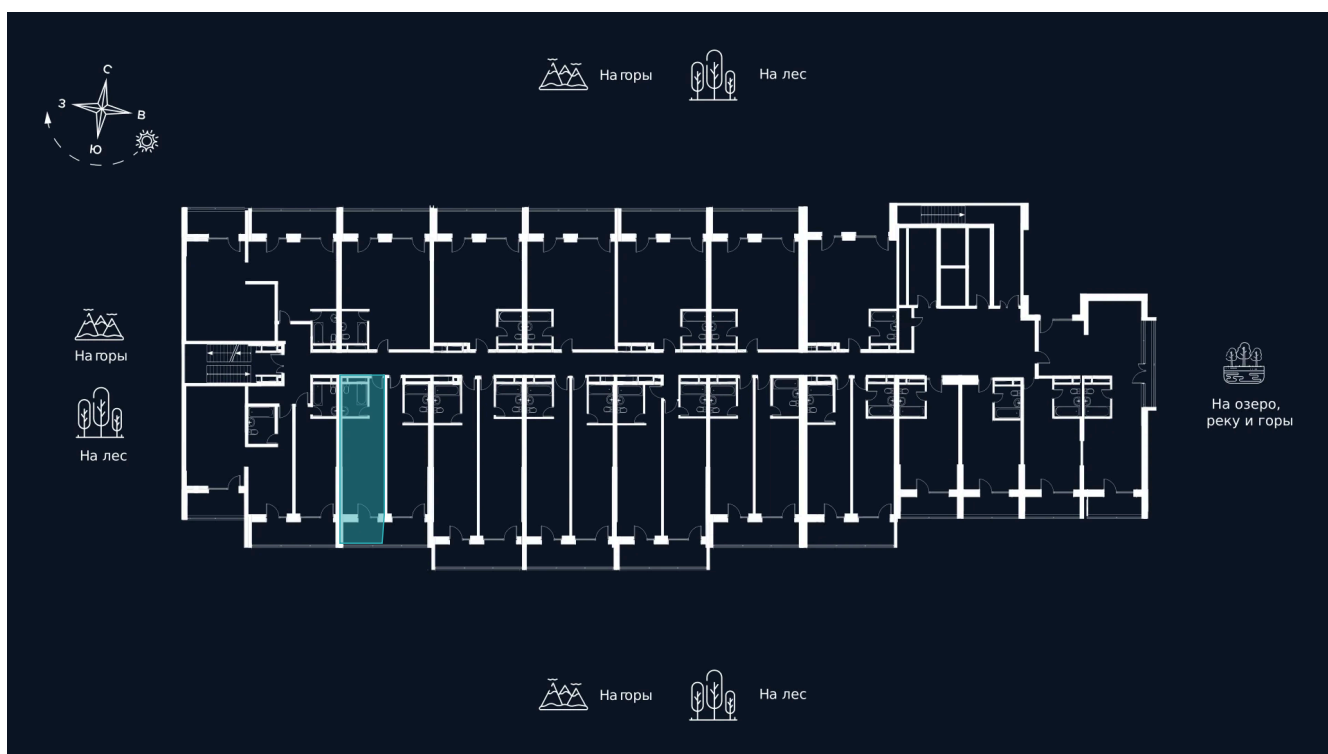 На горы
На лес
С
З
В
Ю
На горы
На лес
На озеро,
реку и горы
На горы
На лес